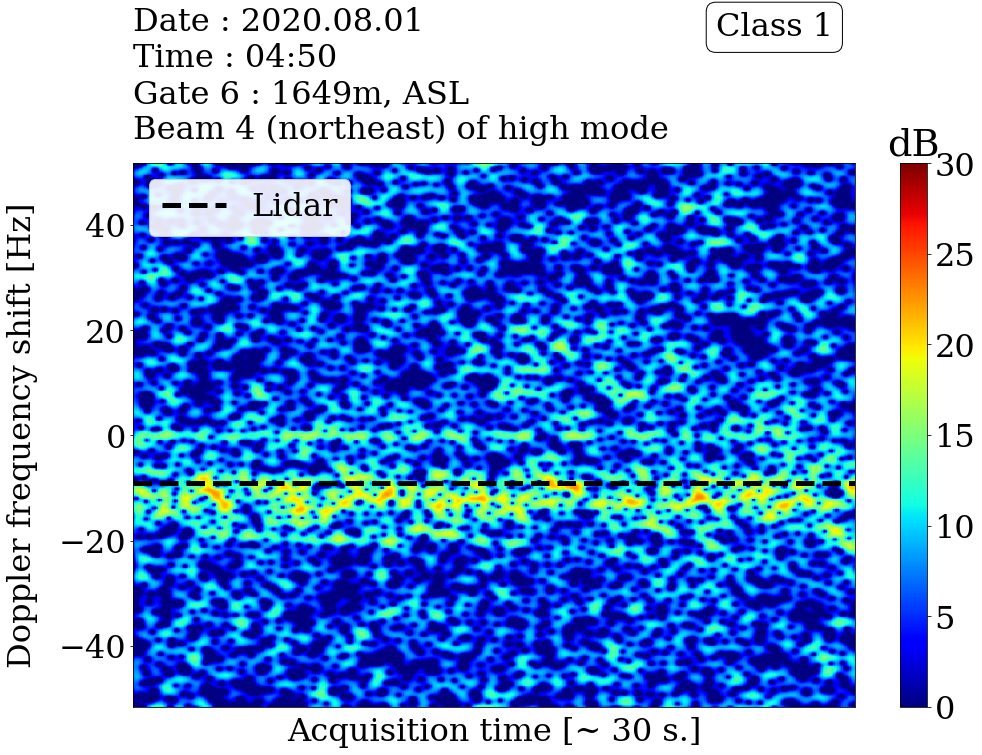 Date : 2020.08.01
Time : 04:50
Gate 6 : 1649m, ASL
Beam 4 (northeast) of high mode
Class 1
dB
Lidar
Doppler frequency shift [Hz]
40
20
0
−20
−40
Acquisition time [~ 30 s.]
30
25
20
15
10
5
0